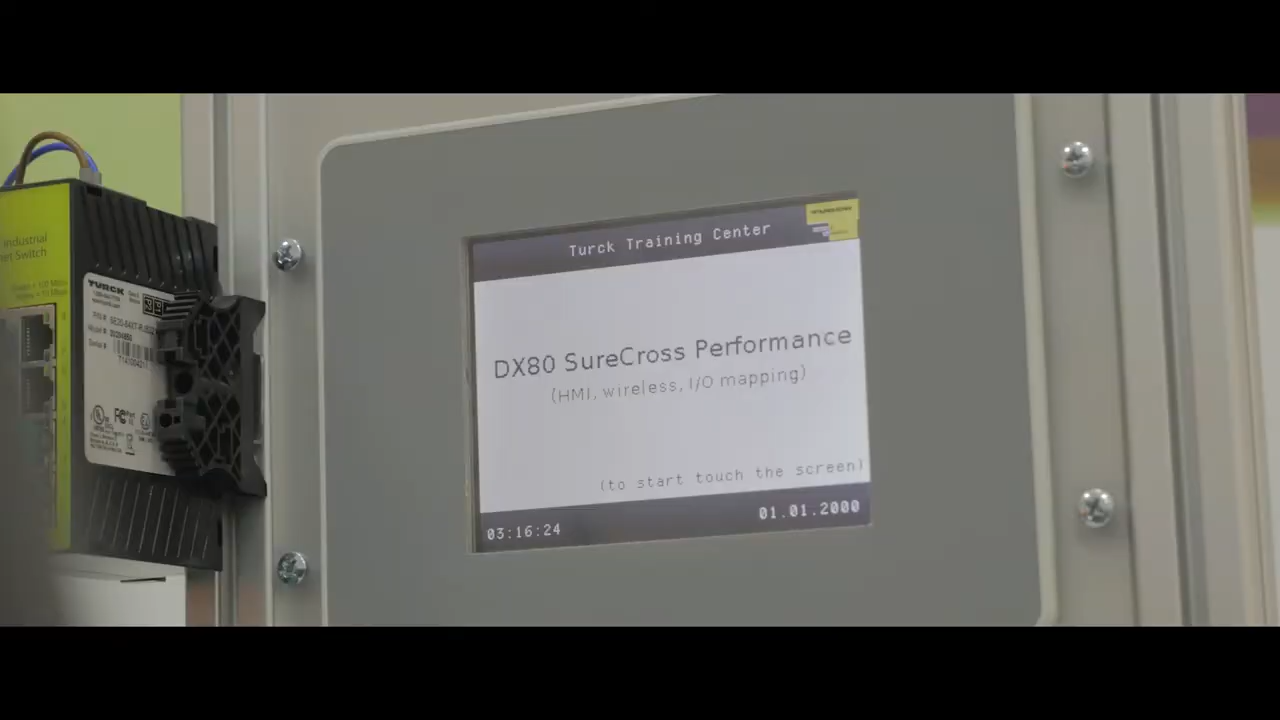 Industrial
net Switch
TURCK
Turck Training Center
DX80 SureCross Performance
(HMI, wireless, I/O mapping)
(to start touch the screen)
03:16:24
01.01.2000